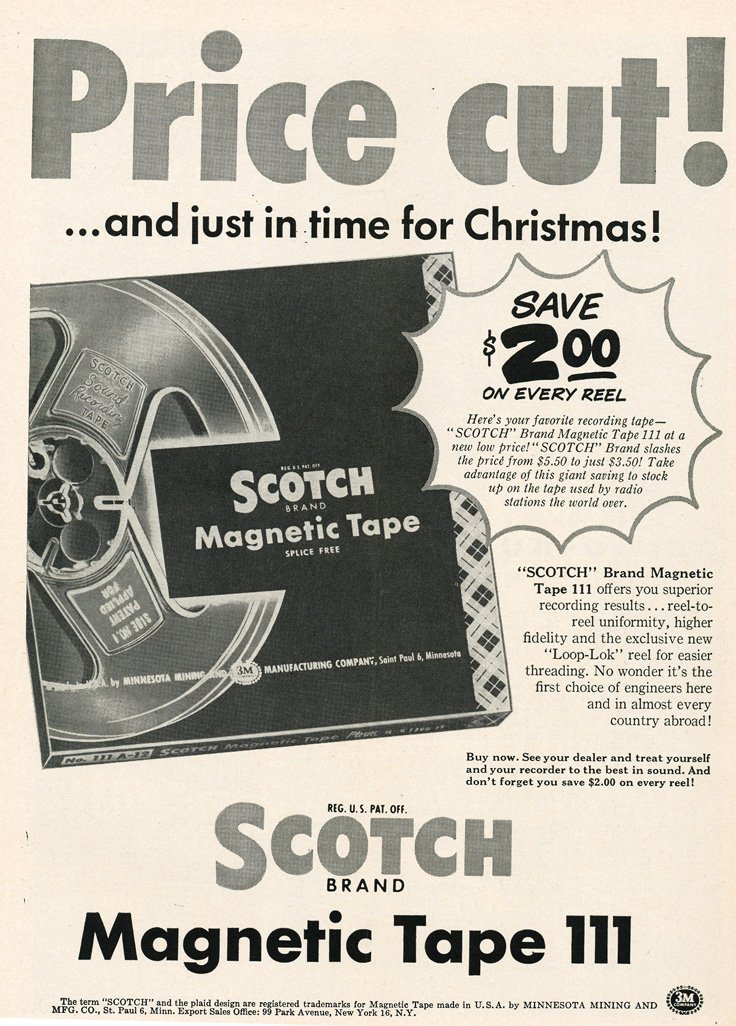 Price cut!
...and just in time for Christmas!
SAVE
$2.00
ON EVERY REEL
Here's your favorite recording tape—
"SCOTCH" Brand Magnetic Tape 111 at a
new low price! "SCOTCH" Brand slashes
the price from $5.50 to just $3.50! Take
advantage of this giant saving to stock
up on the tape used by radio
stations the world over.
SCOTCH
Sound
Recording
TAPE
REG. U.S. PAT. OFF.
SCOTCH
BRAND
Magnetic Tape
SPLICE FREE
SIDE NO. 1
PATENT
APPLIED
FOR
U.S.A. by MINNESOTA MINING AND 3M MANUFACTURING COMPANY, Saint Paul 6, Minnesota
No. 111 A-12 SCOTCH Magnetic Tape
"SCOTCH" Brand Magnetic
Tape 111 offers you superior
recording results...reel-to-
reel uniformity, higher
fidelity and the exclusive new
"Loop-Lok" reel for easier
threading. No wonder it's the
first choice of engineers here
and in almost every
country abroad!
Buy now. See your dealer and treat yourself
and your recorder to the best in sound. And
don't forget you save $2.00 on every reel!
REG. U.S. PAT. OFF.
SCOTCH
BRAND
Magnetic Tape 111
The term "SCOTCH" and the plaid design are registered trademarks for Magnetic Tape made in U.S.A. by MINNESOTA MINING AND
MFG. CO., St. Paul 6, Minn. Export Sales Office: 99 Park Avenue, New York 16, N.Y.
3M
COMPANY